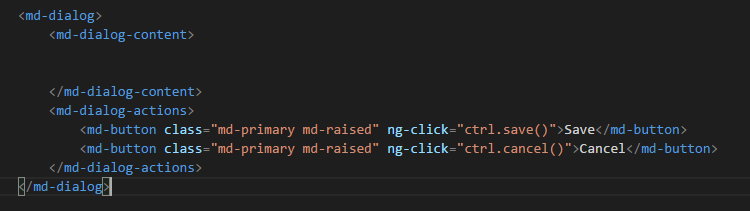 <md-dialog>
    <md-dialog-content>
    </md-dialog-content>
    <md-dialog-actions>
        <md-button class="md-primary md-raised" ng-click="ctrl.save()">Save</md-button>
        <md-button class="md-primary md-raised" ng-click="ctrl.cancel()">Cancel</md-button>
    </md-dialog-actions>
</md-dialog>